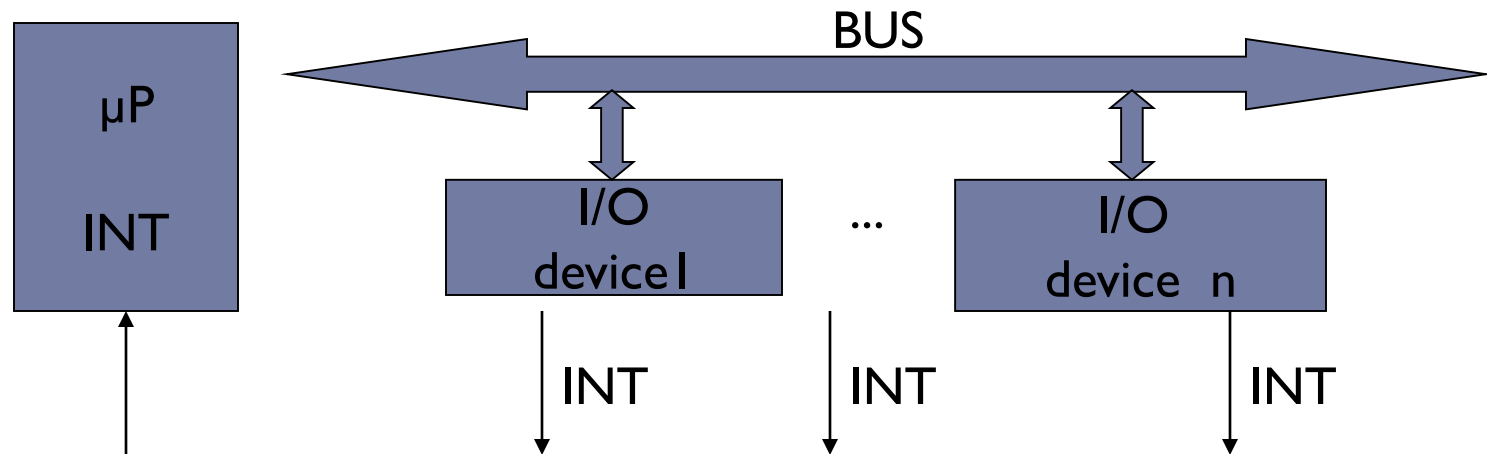 BUS
µP
INT
I/O
device1
...
I/O
device n
INT
INT
INT